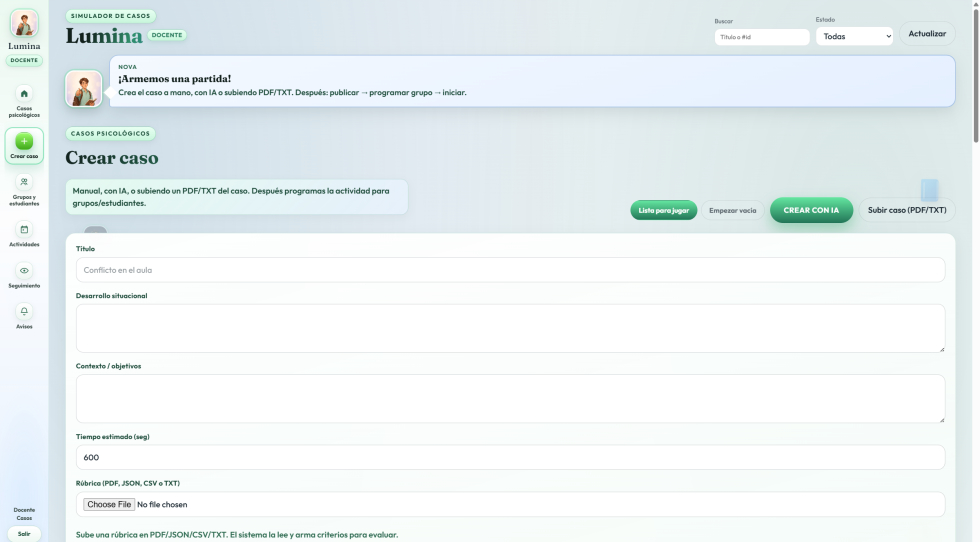 Lumina
DOCENTE
Casos
psicológicos
Crear caso
Grupos y
estudiantes
Actividades
Seguimiento
Avisos
Docente
Casos
Salir
SIMULADOR DE CASOS
Lumina DOCENTE
Buscar
Título o #id
Estado
Todas
Actualizar
NOVA
¡Armemos una partida!
Crea el caso a mano, con IA o subiendo PDF/TXT. Después: publicar → programar grupo → iniciar.
CASOS PSICOLÓGICOS
Crear caso
Manual, con IA, o subiendo un PDF/TXT del caso. Después programas la actividad para
grupos/estudiantes.
Lista para jugar
Empezar vacía
CREAR CON IA
Subir caso (PDF/TXT)
Título
Conflicto en el aula
Desarrollo situacional
Contexto / objetivos
Tiempo estimado (seg)
600
Rúbrica (PDF, JSON, CSV o TXT)
Choose File No file chosen
Sube una rúbrica en PDF/JSON/CSV/TXT. El sistema la lee y arma criterios para evaluar.